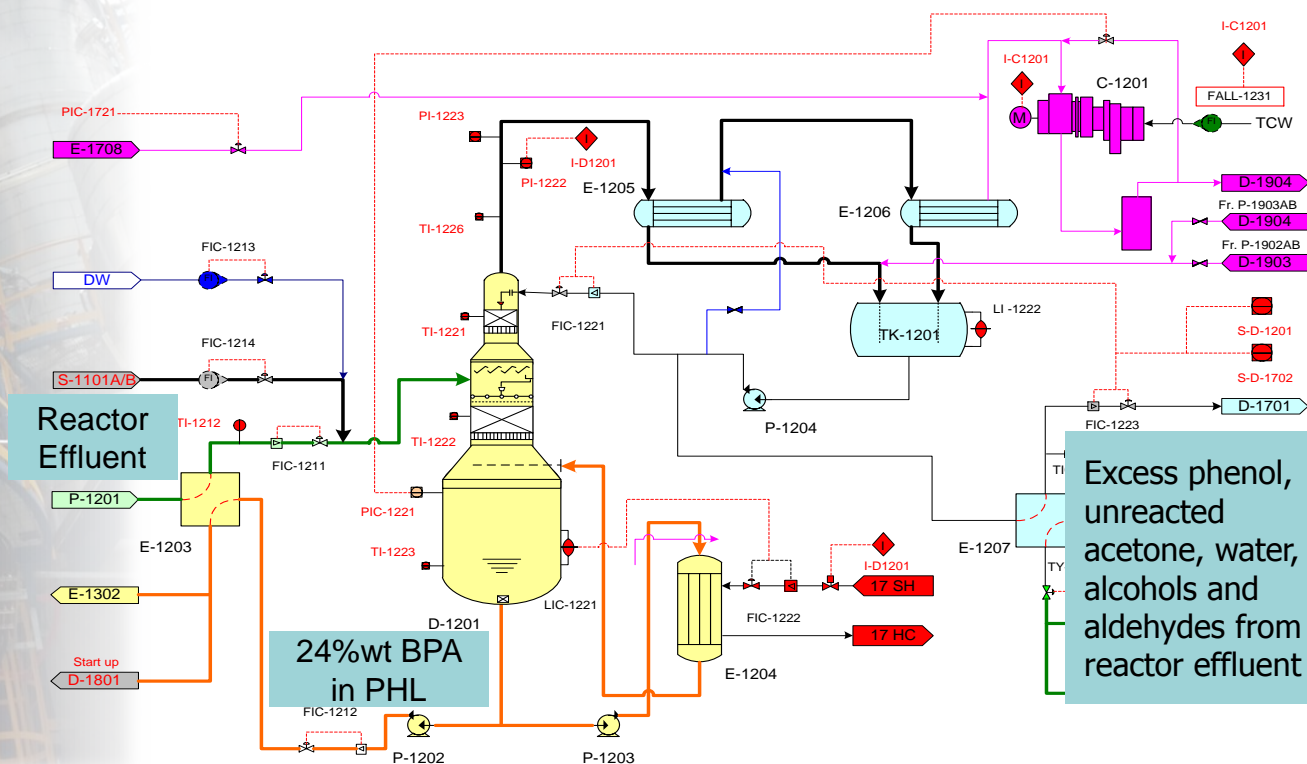 I-C1201
I-C1201
C-1201
FALL-1231
PIC-1721
PI-1223
M
FI
TCW
E-1708
I
I
I
I-D1201
PI-1222
E-1205
D-1904
E-1206
Fr. P-1903AB
D-1904
TI-1226
FIC-1213
Fr. P-1902AB
D-1903
DW
FIC-1221
LI -1222
TI-1221
TK-1201
S-D-1201
FIC-1214
S-1101A/B
FI
S-D-1702
Reactor
Effluent
TI-1212
D-1701
P-1204
FIC-1223
TI-1222
FIC-1211
Excess phenol,
unreacted
acetone, water,
alcohols and
aldehydes from
reactor effluent
P-1201
PIC-1221
E-1203
E-1207
TI-1223
I
I-D1201
17 SH
E-1302
LIC-1221
FIC-1222
D-1201
17 HC
24%wt BPA
in PHL
Start up
D-1801
E-1204
FIC-1212
P-1202
P-1203